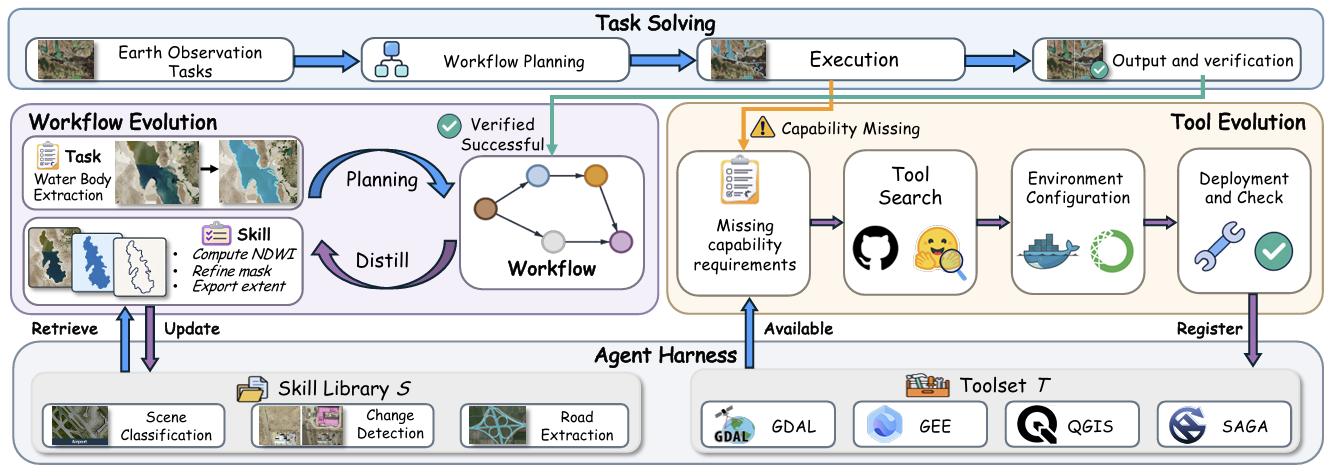 Task Solving
Earth Observation
Tasks
Workflow Planning
Execution
Output and verification
Workflow Evolution
Verified
Successful
Task
Water Body
Extraction
Planning
Skill
• Compute NDWI
• Refine mask
• Export extent
Distill
Workflow
Capability Missing
Tool Evolution
Missing
capability
requirements
Tool
Search
Environment
Configuration
Deployment
and Check
Retrieve
Update
Available
Register
Agent Harness
Skill Library S
Airport
Scene
Classification
Change
Detection
Road
Extraction
Toolset T
GDAL
GDAL
GEE
QGIS
SAGA